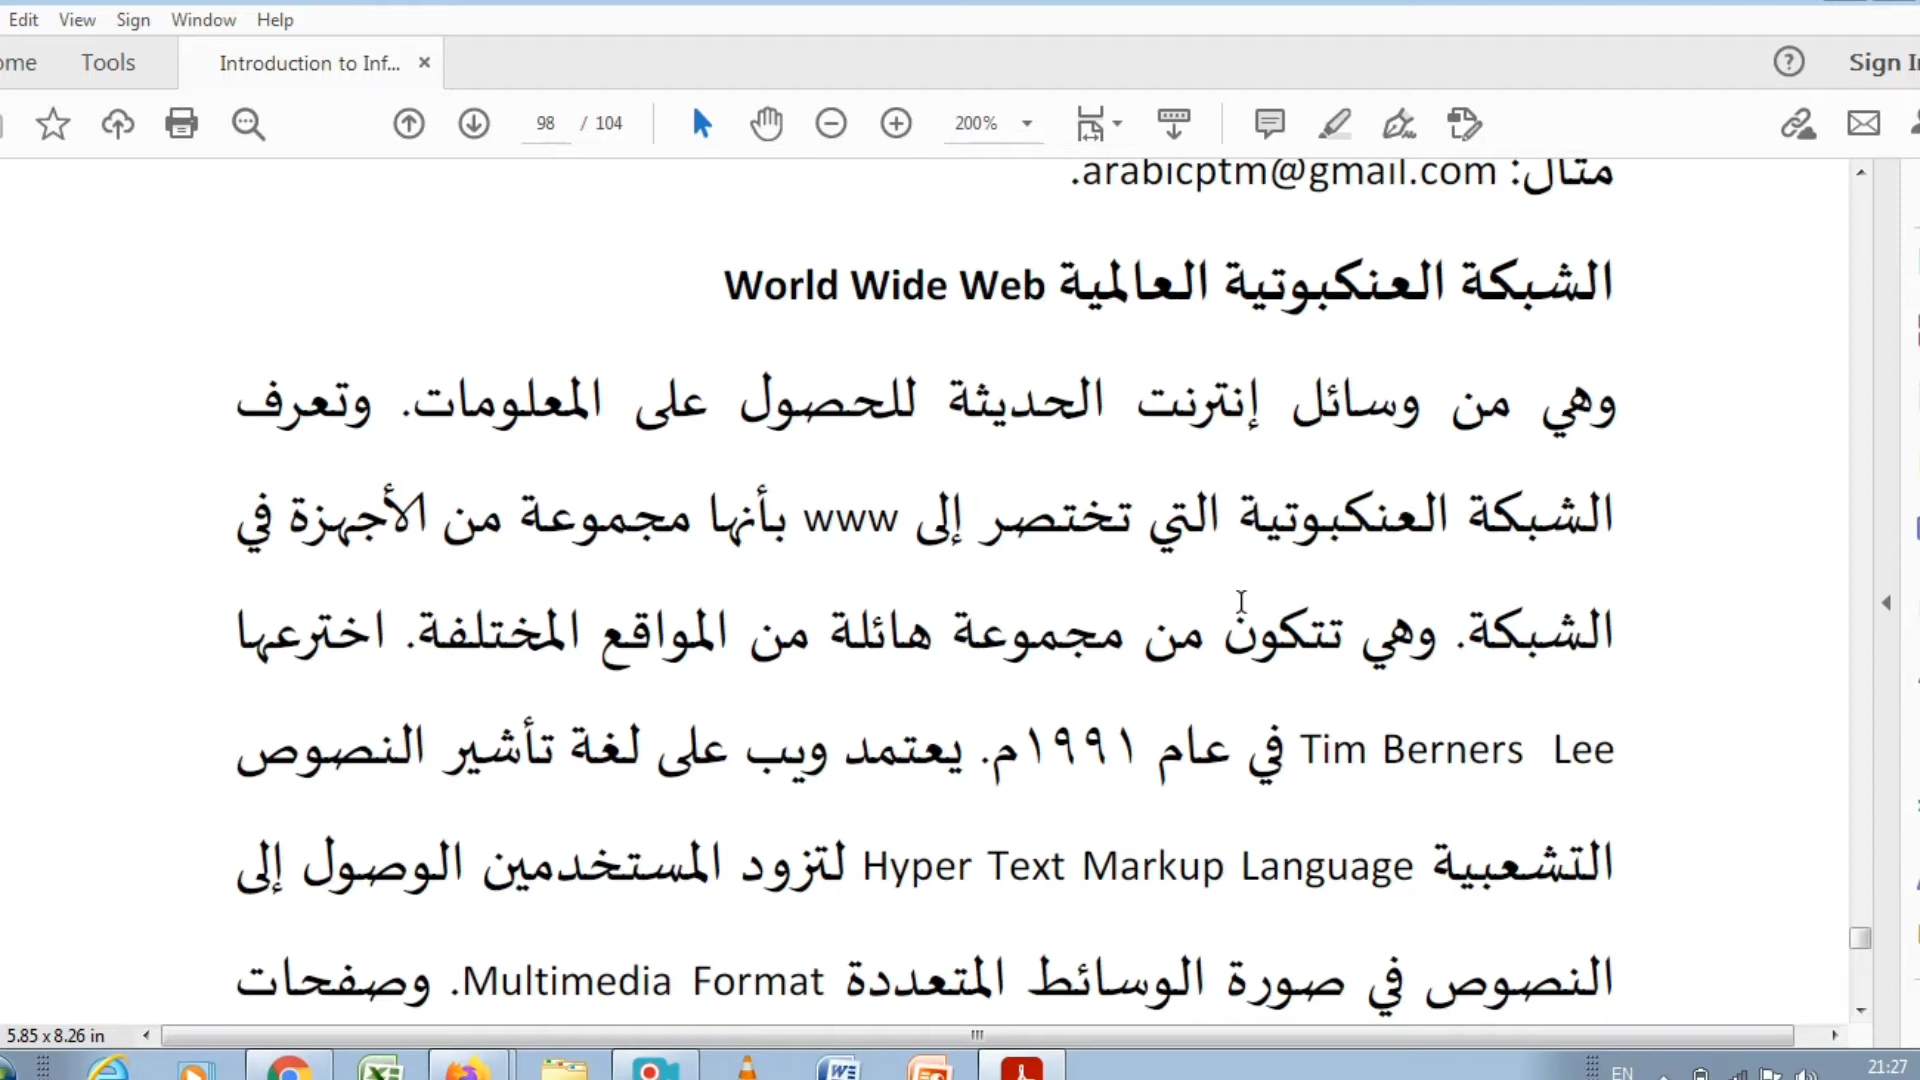 Edit View Sign Window Help
Tools Introduction to Inf... ×
98 / 104 200%
مثال: arabicptm@gmail.com.
الشبكة العنكبوتية العالمية World Wide Web
وهي من وسائل إنترنت الحديثة للحصول على المعلومات. وتعرف
الشبكة العنكبوتية التي تختصر إلى www بأنها مجموعة من الأجهزة في
الشبكة. وهي تتكون من مجموعة هائلة من المواقع المختلفة. اخترعها
Tim Berners Lee في عام ١٩٩١م. يعتمد ويب على لغة تأشير النصوص
التشعبية Hyper Text Markup Language لتزود المستخدمين الوصول إلى
النصوص في صورة الوسائط المتعددة Multimedia Format. وصفحات
5.85 x 8.26 in
EN 21:27